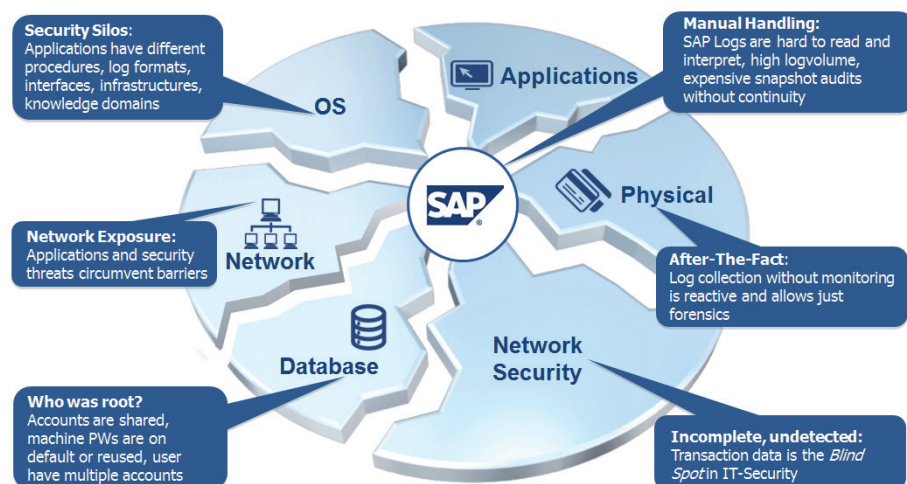 Security Silos:
Applications have different
procedures, log formats,
interfaces, infrastructures,
knowledge domains
OS
Applications
Manual Handling:
SAP Logs are hard to read and
interpret, high logvolume,
expensive snapshot audits
without continuity
SAP
®
Physical
Network Exposure:
Applications and security
threats circumvent barriers
Network
After-The-Fact:
Log collection without monitoring
is reactive and allows just
forensics
Database
Network
Security
Who was root?
Accounts are shared,
machine PWs are on
default or reused, user
have multiple accounts
Incomplete, undetected:
Transaction data is the Blind
Spot in IT-Security